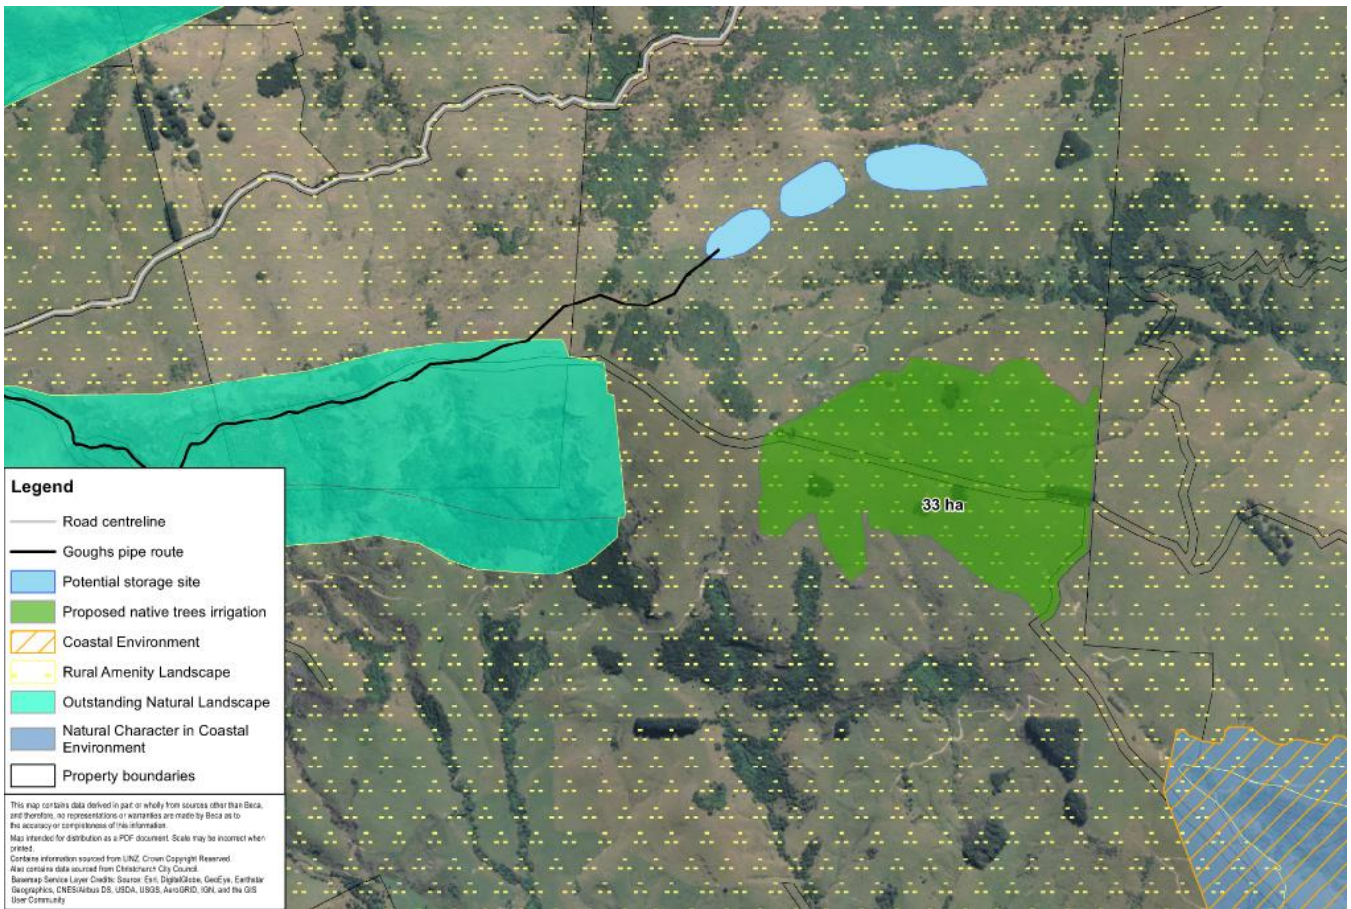 33 ha
Legend
Road centreline
Goughs pipe route
Potential storage site
Proposed native trees irrigation
Coastal Environment
Rural Amenity Landscape
Outstanding Natural Landscape
Natural Character in Coastal
Environment
Property boundaries
This map contains data derived in part or wholly from sources other than Beca,
and therefore, no representations or warranties are made by Beca as to
the accuracy or completeness of this information.
Map intended for distribution as a PDF document. Scale may be incorrect when
printed.
Contains information sourced from LINZ. Crown Copyright Reserved.
Also contains data sourced from Christchurch City Council.
Basemap Service Layer Credits: Source: Esri, DigitalGlobe, GeoEye, Earthstar
Geographics, CNES/Airbus DS, USDA, USGS, AeroGRID, IGN, and the GIS
User Community